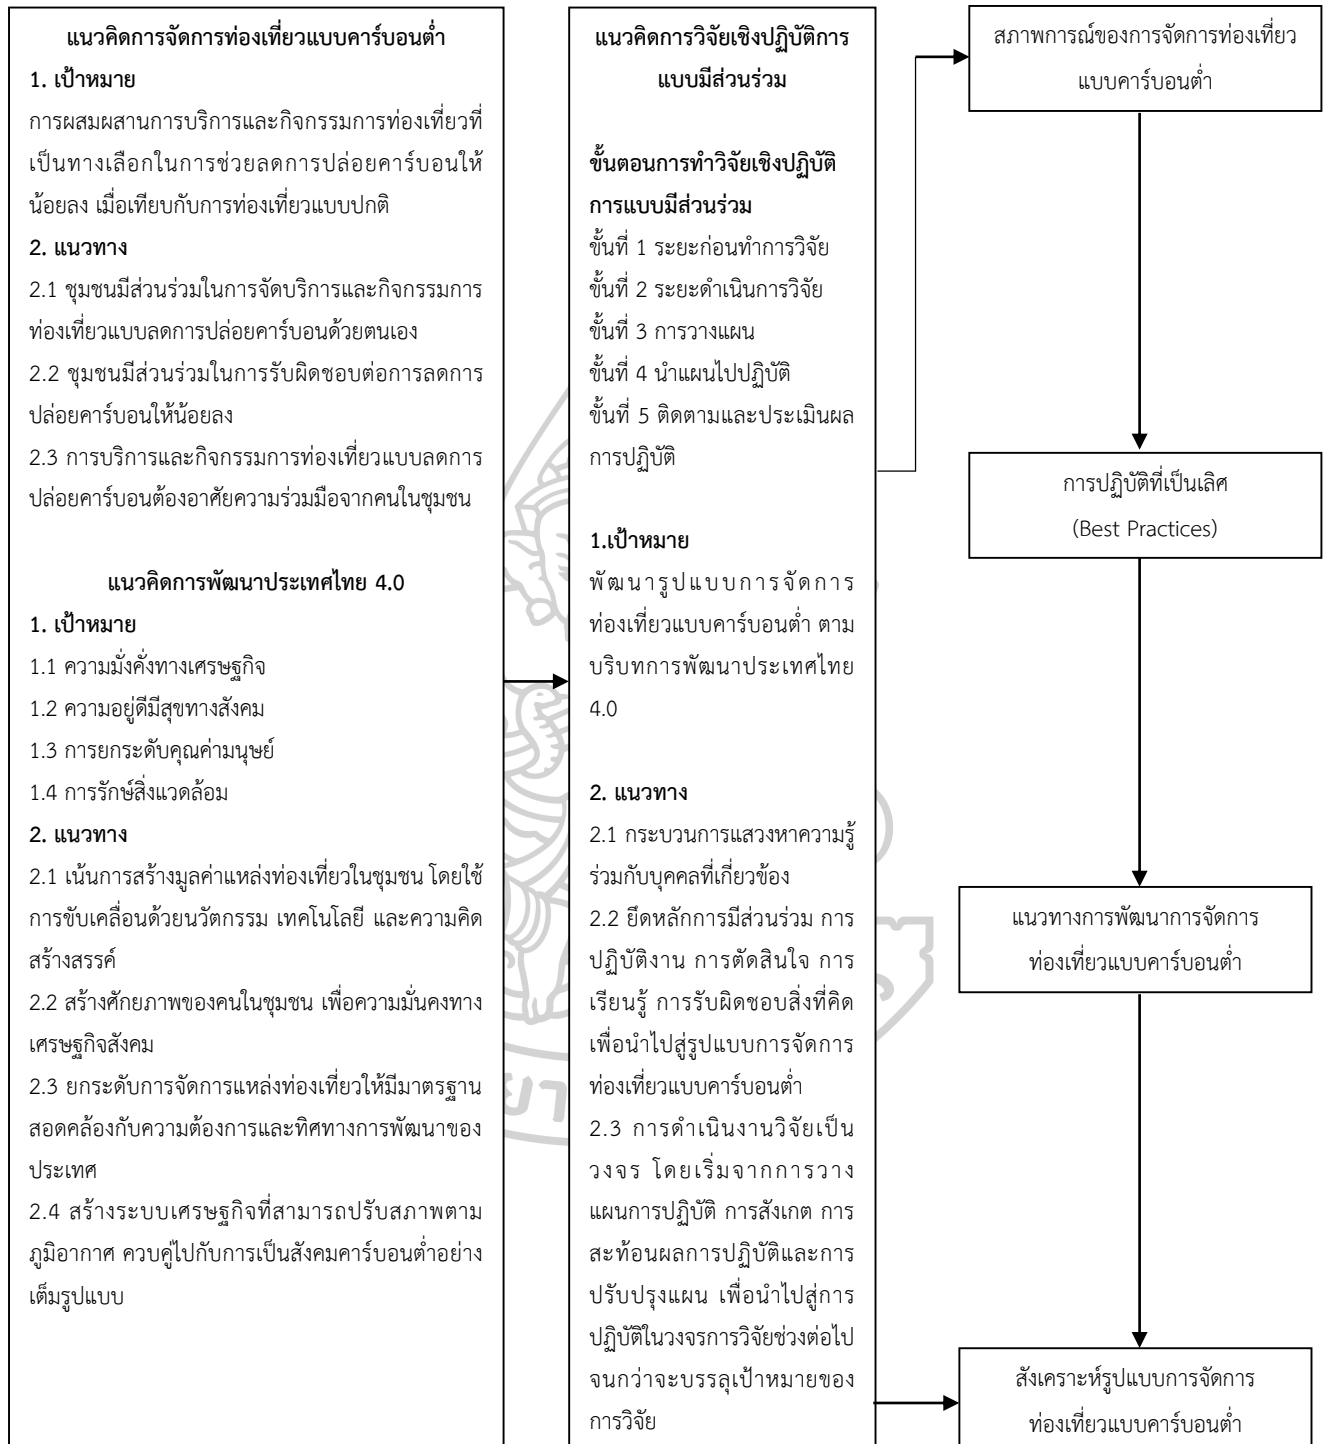 แนวคิดการจัดการท่องเที่ยวแบบคาร์บอนต่ำ
1. เป้าหมาย
การผสมผสานการบริการและกิจกรรมการท่องเที่ยวที่
เป็นทางเลือกในการช่วยลดการปล่อยคาร์บอนให้
น้อยลง เมื่อเทียบกับการท่องเที่ยวแบบปกติ
2. แนวทาง
2.1 ชุมชนมีส่วนร่วมในการจัดบริการและกิจกรรมการ
ท่องเที่ยวแบบลดการปล่อยคาร์บอนด้วยตนเอง
2.2 ชุมชนมีส่วนร่วมในการรับผิดชอบต่อการลดการ
ปล่อยคาร์บอนให้น้อยลง
2.3 การบริการและกิจกรรมการท่องเที่ยวแบบลดการ
ปล่อยคาร์บอนต้องอาศัยความร่วมมือจากคนในชุมชน
แนวคิดการพัฒนาประเทศไทย 4.0
1. เป้าหมาย
1.1 ความมั่งคั่งทางเศรษฐกิจ
1.2 ความอยู่ดีมีสุขทางสังคม
1.3 การยกระดับคุณค่ามนุษย์
1.4 การรักษ์สิ่งแวดล้อม
2. แนวทาง
2.1 เน้นการสร้างมูลค่าแหล่งท่องเที่ยวในชุมชน โดยใช้
การขับเคลื่อนด้วยนวัตกรรม เทคโนโลยี และความคิด
สร้างสรรค์
2.2 สร้างศักยภาพของคนในชุมชน เพื่อความมั่นคงทาง
เศรษฐกิจสังคม
2.3 ยกระดับการจัดการแหล่งท่องเที่ยวให้มีมาตรฐาน
สอดคล้องกับความต้องการและทิศทางการพัฒนาของ
ประเทศ
2.4 สร้างระบบเศรษฐกิจที่สามารถปรับสภาพตาม
ภูมิอากาศ ควบคู่ไปกับการเป็นสังคมคาร์บอนต่ำอย่าง
เต็มรูปแบบ
แนวคิดการวิจัยเชิงปฏิบัติการ
แบบมีส่วนร่วม
ขั้นตอนการทำวิจัยเชิงปฏิบัติ
การแบบมีส่วนร่วม
ขั้นที่ 1 ระยะก่อนทำการวิจัย
ขั้นที่ 2 ระยะดำเนินการวิจัย
ขั้นที่ 3 การวางแผน
ขั้นที่ 4 นำแผนไปปฏิบัติ
ขั้นที่ 5 ติดตามและประเมินผล
การปฏิบัติ
1.เป้าหมาย
พัฒนารูปแบบการจัดการ
ท่องเที่ยวแบบคาร์บอนต่ำ ตาม
บริบทการพัฒนาประเทศไทย
4.0
2. แนวทาง
2.1 กระบวนการแสวงหาความรู้
ร่วมกับบุคคลที่เกี่ยวข้อง
2.2 ยึดหลักการมีส่วนร่วม การ
ปฏิบัติงาน การตัดสินใจ การ
เรียนรู้ การรับผิดชอบสิ่งที่คิด
เพื่อนำไปสู่รูปแบบการจัดการ
ท่องเที่ยวแบบคาร์บอนต่ำ
2.3 การดำเนินงานวิจัยเป็น
วงจร โดยเริ่มจากการวาง
แผนการปฏิบัติ การสังเกต การ
สะท้อนผลการปฏิบัติและการ
ปรับปรุงแผน เพื่อนำไปสู่การ
ปฏิบัติในวงจรการวิจัยช่วงต่อไป
จนกว่าจะบรรลุเป้าหมายของ
การวิจัย
สภาพการณ์ของการจัดการท่องเที่ยว
แบบคาร์บอนต่ำ
การปฏิบัติที่เป็นเลิศ
(Best Practices)
แนวทางการพัฒนาการจัดการ
ท่องเที่ยวแบบคาร์บอนต่ำ
สังเคราะห์รูปแบบการจัดการ
ท่องเที่ยวแบบคาร์บอนต่ำ